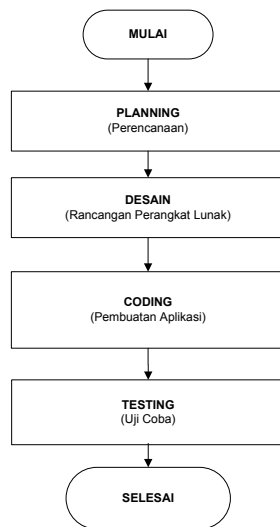 MULAI
PLANNING
(Perencanaan)
DESAIN
(Rancangan Perangkat Lunak)
CODING
(Pembuatan Aplikasi)
TESTING
(Uji Coba)
SELESAI